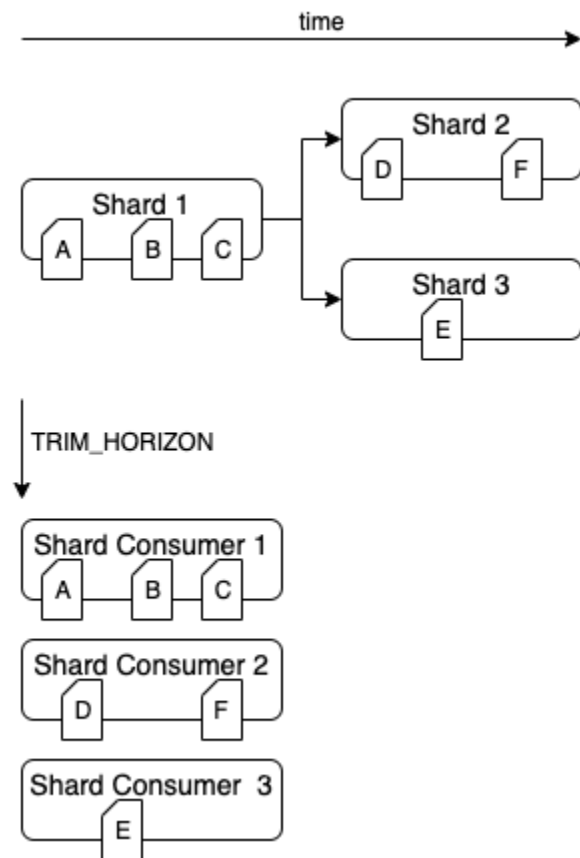 time
Shard 2
D
F
Shard 1
A
B
C
Shard 3
E
TRIM_HORIZON
Shard Consumer 1
A
B
C
Shard Consumer 2
D
F
Shard Consumer 3
E